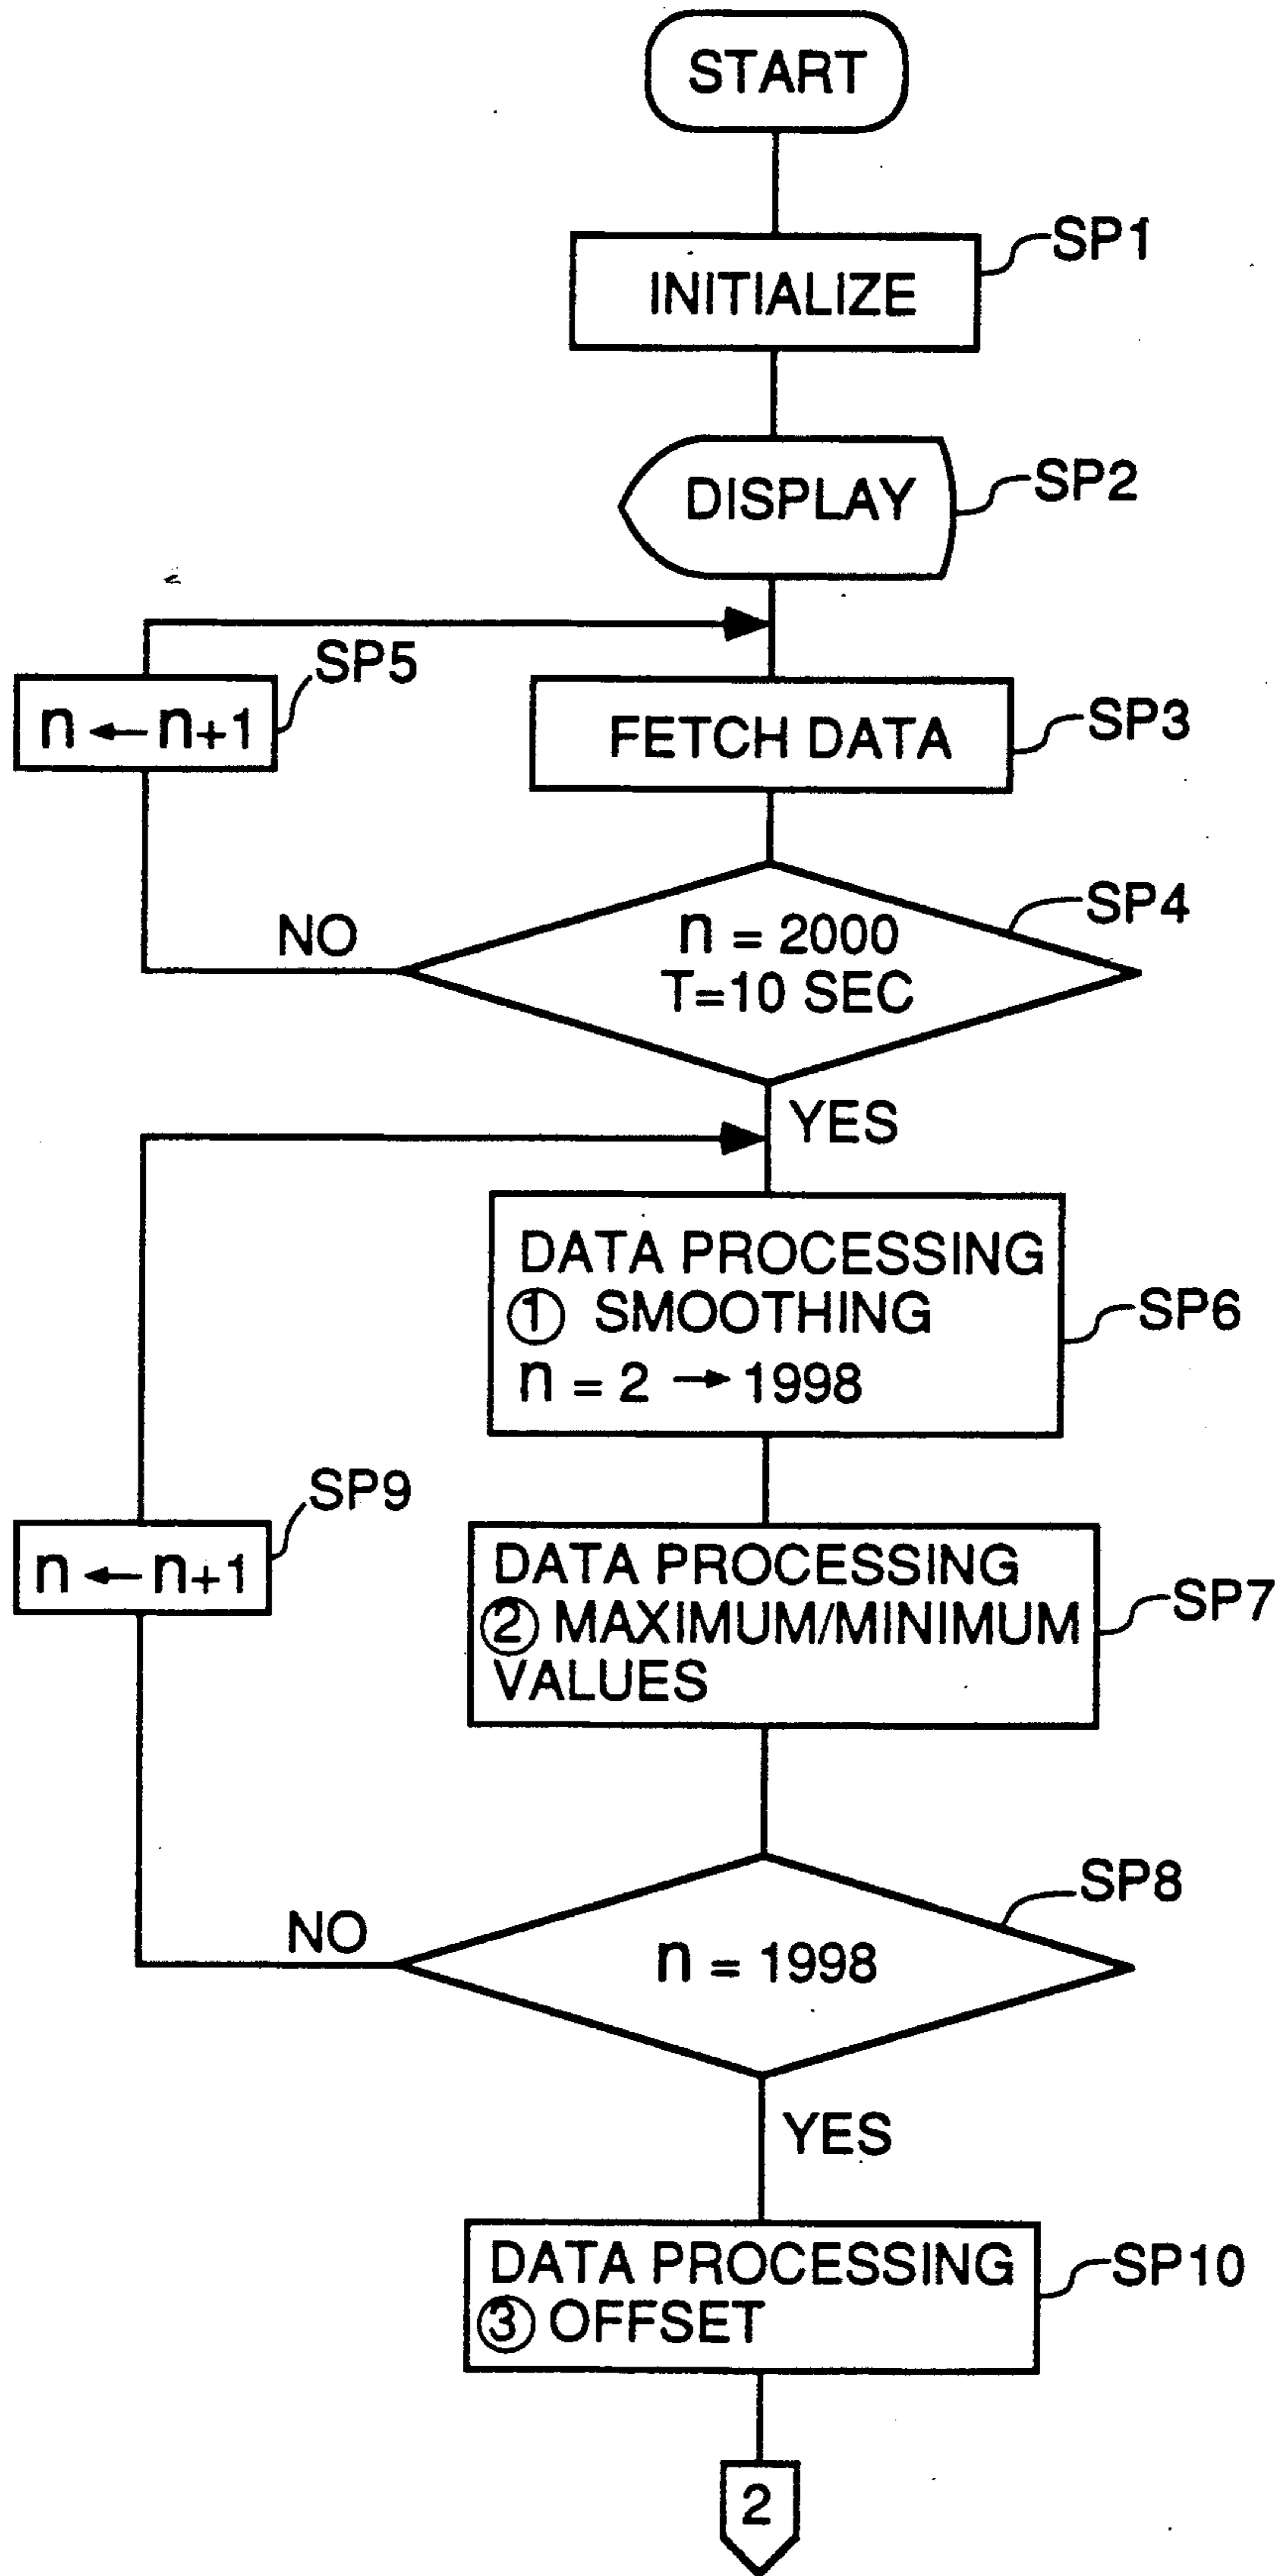 START
INITIALIZE
SP1
DISPLAY
SP2
n ← n+1
SP5
FETCH DATA
SP3
n = 2000
T=10 SEC
SP4
NO
YES
DATA PROCESSING
① SMOOTHING
n = 2 → 1998
SP6
DATA PROCESSING
② MAXIMUM/MINIMUM
VALUES
SP7
n ← n+1
SP9
n = 1998
SP8
NO
YES
DATA PROCESSING
③ OFFSET
SP10
2